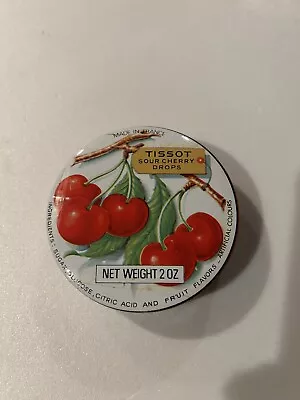 MADE IN FRANCE
TISSOT
SOUR CHERRY
DROPS
NET WEIGHT 2 OZ
INGREDIENTS: SUGAR, GLUCOSE, CITRIC ACID AND FRUIT FLAVORS - ARTIFICIAL COLOURS